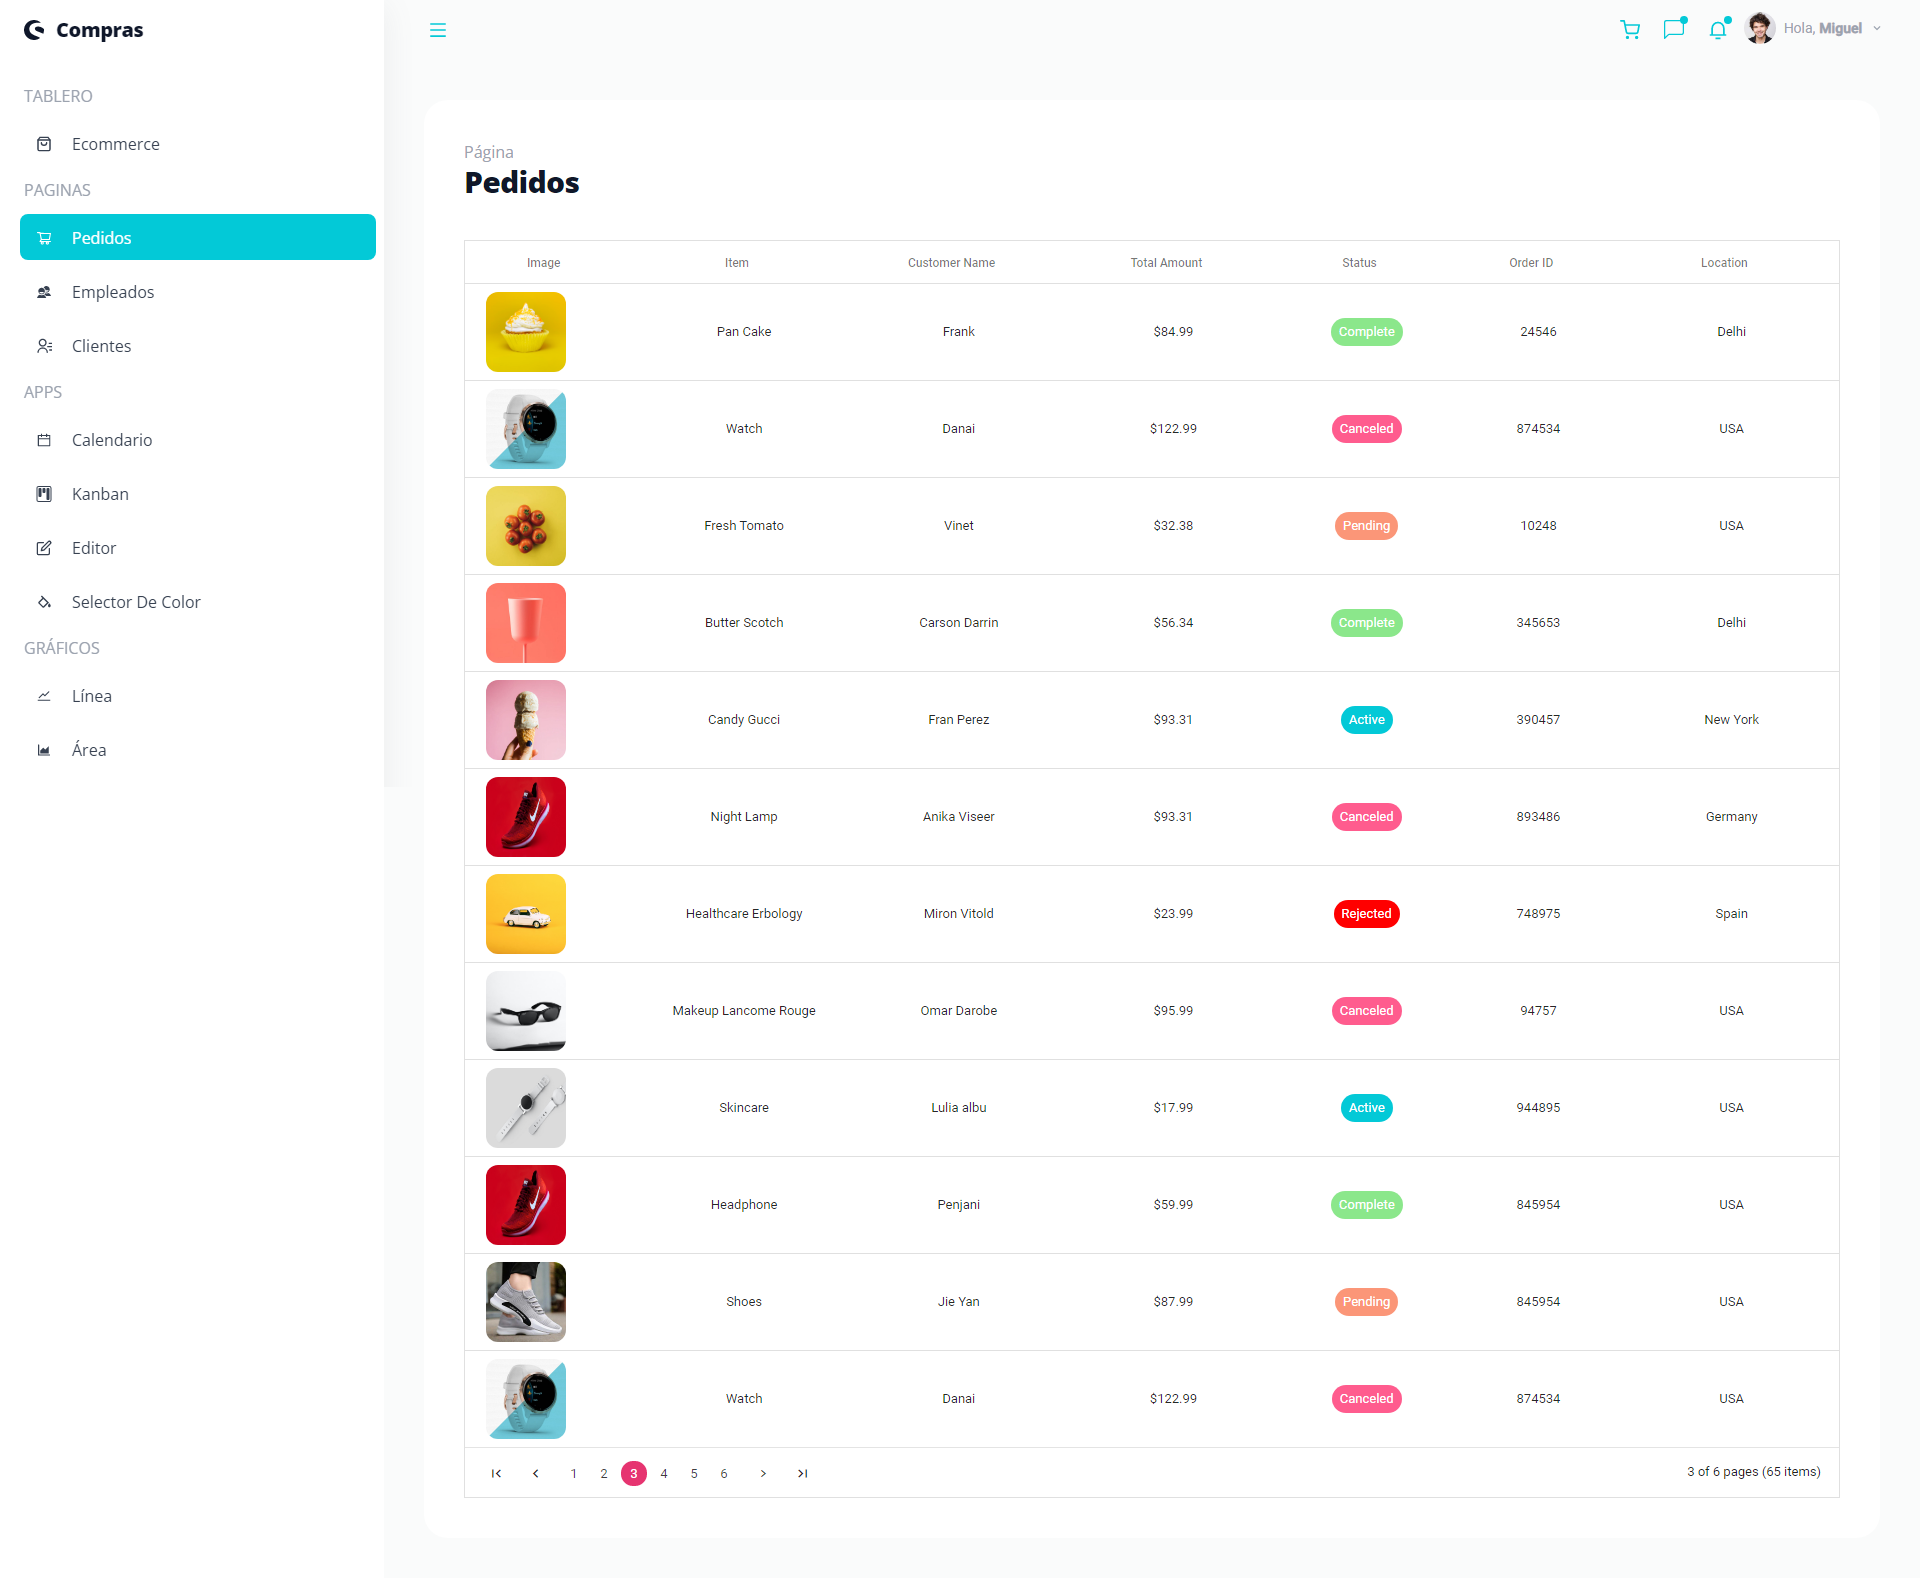 Compras
Hola, Miguel
TABLERO
Ecommerce
PAGINAS
Pedidos
Empleados
Clientes
APPS
Calendario
Kanban
Editor
Selector De Color
GRÁFICOS
Línea
Área
Página
Pedidos
Image Item Customer Name Total Amount Status Order ID Location
Pan Cake Frank $84.99 Complete 24546 Delhi
Watch Danai $122.99 Canceled 874534 USA
Fresh Tomato Vinet $32.38 Pending 10248 USA
Butter Scotch Carson Darrin $56.34 Complete 345653 Delhi
Candy Gucci Fran Perez $93.31 Active 390457 New York
Night Lamp Anika Viseer $93.31 Canceled 893486 Germany
Healthcare Erbology Miron Vitold $23.99 Rejected 748975 Spain
Makeup Lancome Rouge Omar Darobe $95.99 Canceled 94757 USA
Skincare Lulia albu $17.99 Active 944895 USA
Headphone Penjani $59.99 Complete 845954 USA
Shoes Jie Yan $87.99 Pending 845954 USA
Watch Danai $122.99 Canceled 874534 USA
1 2 3 4 5 6
3 of 6 pages (65 items)